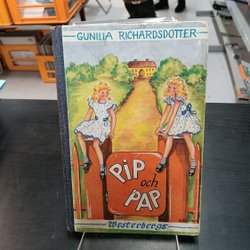 GUNILLA RICHARDSDOTTER
PIP
och
PAP
Westerbergs